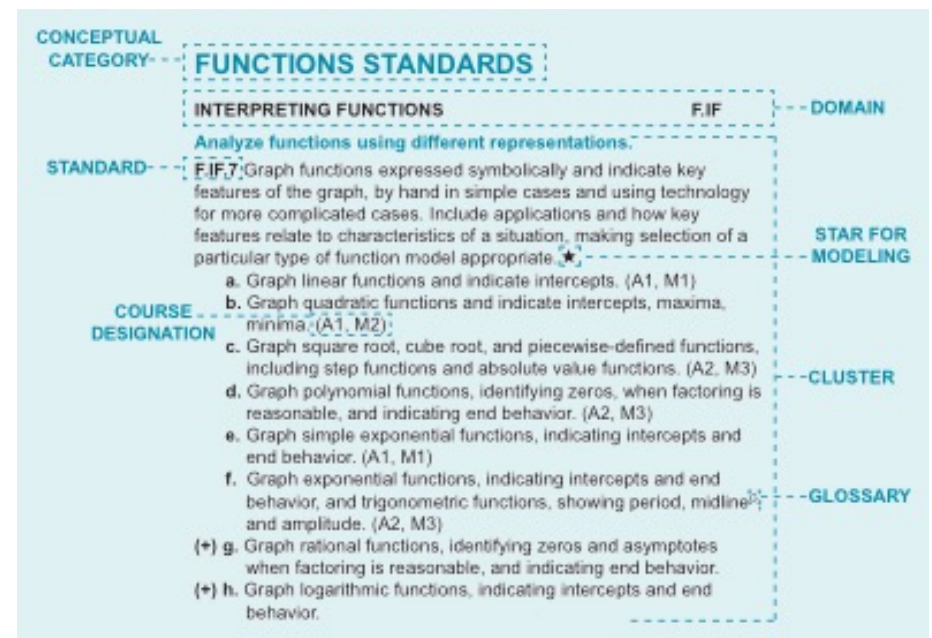 CONCEPTUAL
CATEGORY
FUNCTIONS STANDARDS
INTERPRETING FUNCTIONS F.IF
DOMAIN
Analyze functions using different representations.
STANDARD
F.IF.7 Graph functions expressed symbolically and indicate key
features of the graph, by hand in simple cases and using technology
for more complicated cases. Include applications and how key
features relate to characteristics of a situation, making selection of a
particular type of function model appropriate. ★
STAR FOR
MODELING
a. Graph linear functions and indicate intercepts. (A1, M1)
b. Graph quadratic functions and indicate intercepts, maxima,
minima. (A1, M2)
COURSE
DESIGNATION
c. Graph square root, cube root, and piecewise-defined functions,
including step functions and absolute value functions. (A2, M3)
CLUSTER
d. Graph polynomial functions, identifying zeros, when factoring is
reasonable, and indicating end behavior. (A2, M3)
e. Graph simple exponential functions, indicating intercepts and
end behavior. (A1, M1)
f. Graph exponential functions, indicating intercepts and end
behavior, and trigonometric functions, showing period, midline
and amplitude. (A2, M3)
GLOSSARY
(+) g. Graph rational functions, identifying zeros and asymptotes
when factoring is reasonable, and indicating end behavior.
(+) h. Graph logarithmic functions, indicating intercepts and end
behavior.